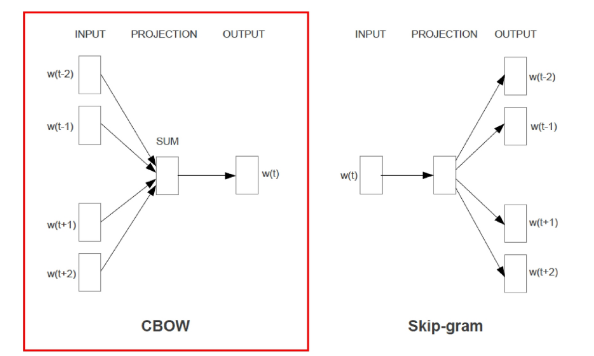 INPUT PROJECTION OUTPUT
w(t-2)
w(t-1)
SUM
w(t)
w(t+1)
w(t+2)
CBOW
INPUT PROJECTION OUTPUT
w(t-2)
w(t-1)
w(t)
w(t+1)
w(t+2)
Skip-gram